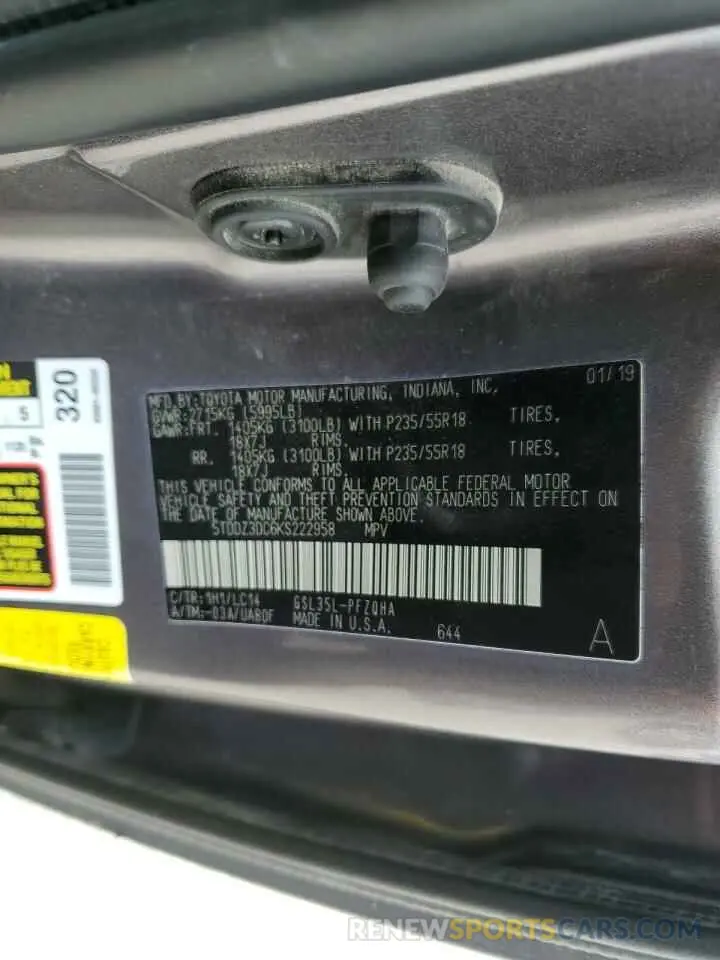 320
5
MFG.BY:TOYOTA MOTOR MANUFACTURING, INDIANA, INC. 01/19
GVWR:2715KG (5995LB)
GAWR:FRT. 1405KG (3100LB) WITH P235/55R18 TIRES.
18X7J RIMS.
RR. 1405KG (3100LB) WITH P235/55R18 TIRES.
18X7J RIMS.
THIS VEHICLE CONFORMS TO ALL APPLICABLE FEDERAL MOTOR
VEHICLE SAFETY AND THEFT PREVENTION STANDARDS IN EFFECT ON
THE DATE OF MANUFACTURE SHOWN ABOVE.
5TDDZ3DC6KS222958 MPV
C/TR:1H1/LC14 GSL35L-PFZQHA
A/TM:-03A/UA80F MADE IN U.S.A. 644
A
RENEWSPORTSCARS.COM